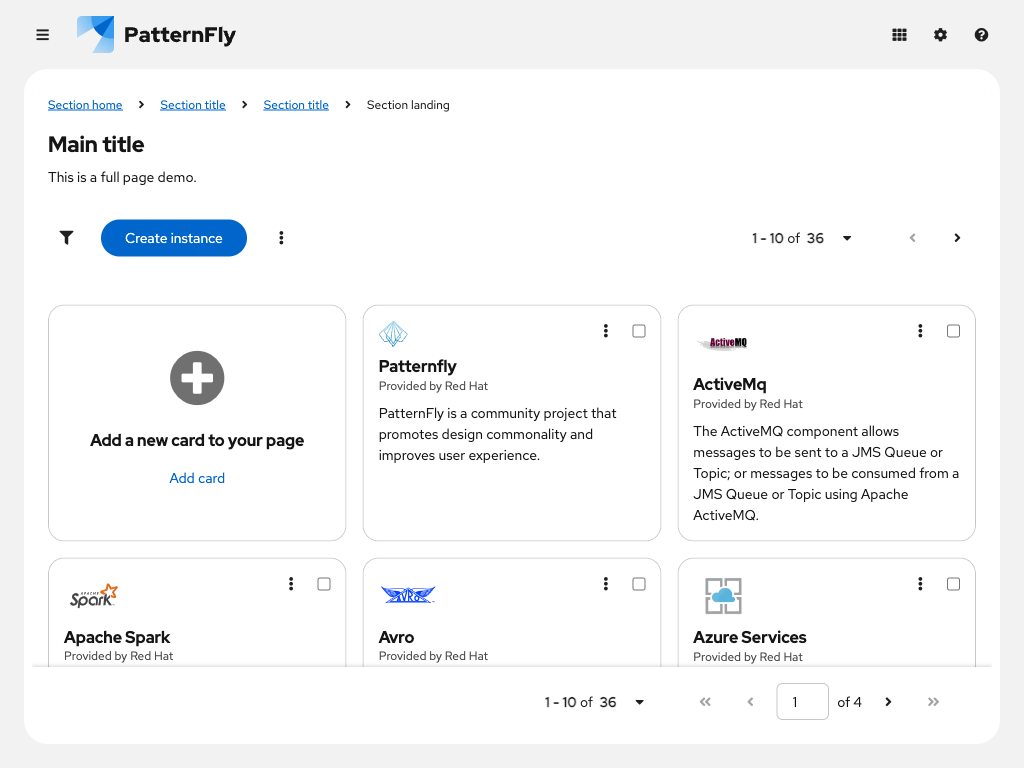 PatternFly
Section home
Section title
Section title
Section landing
Main title
This is a full page demo.
Create instance
1 - 10 of 36
Add a new card to your page
Add card
Patternfly
Provided by Red Hat
PatternFly is a community project that
promotes design commonality and
improves user experience.
ActiveMQ
ActiveMq
Provided by Red Hat
The ActiveMQ component allows
messages to be sent to a JMS Queue or
Topic; or messages to be consumed from a
JMS Queue or Topic using Apache
ActiveMQ.
APACHE
Spark
Apache Spark
Provided by Red Hat
AVRO
Avro
Provided by Red Hat
Azure Services
Provided by Red Hat
1 - 10 of 36
1 of 4